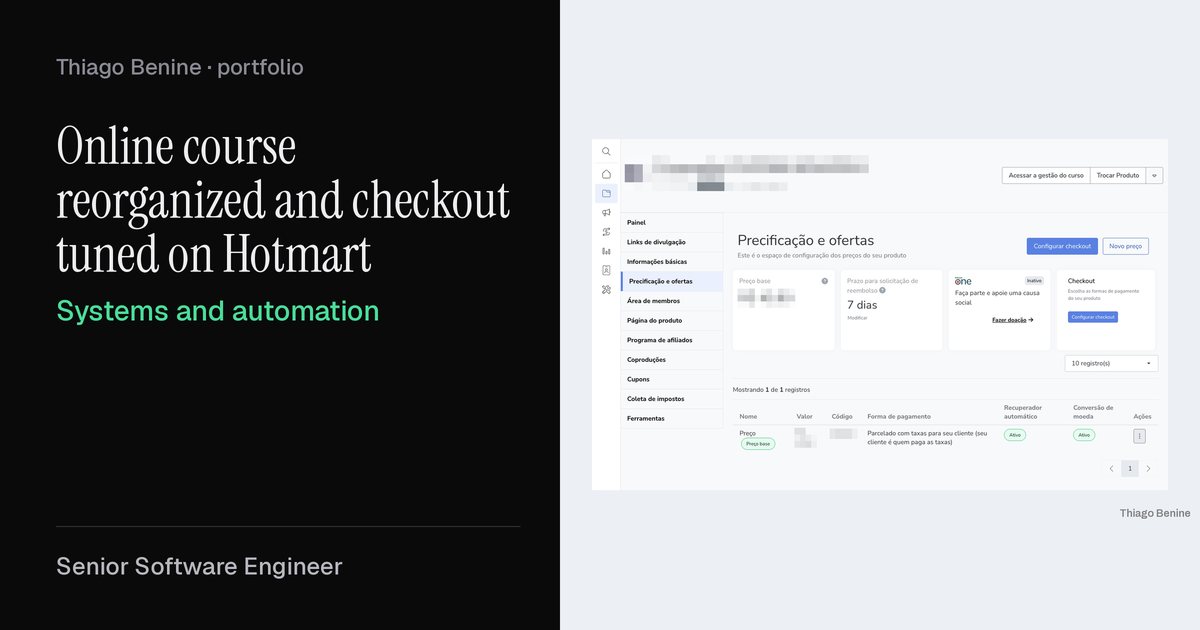 Thiago Benine · portfolio
Online course
reorganized and checkout
tuned on Hotmart
Systems and automation
Senior Software Engineer
Acessar a gestão do curso
Trocar Produto
Painel
Links de divulgação
Informações básicas
Precificação e ofertas
Área de membros
Página do produto
Programa de afiliados
Coproduções
Cupons
Coleta de impostos
Ferramentas
Precificação e ofertas
Este é o espaço de configuração dos preços do seu produto
Configurar checkout
Novo preço
Preço base
Prazo para solicitação de
reembolso
7 dias
Modificar
one
Inativo
Faça parte e apoie uma causa
social
Fazer doação →
Checkout
Escolha as formas de pagamento
do seu produto
Configurar checkout
10 registro(s)
Mostrando 1 de 1 registros
Nome Valor Código Forma de pagamento Recuperador automático Conversão de moeda Ações
Preço
Preço base
Parcelado com taxas para seu cliente (seu
cliente é quem paga as taxas)
Ativo
Ativo
1
Thiago Benine